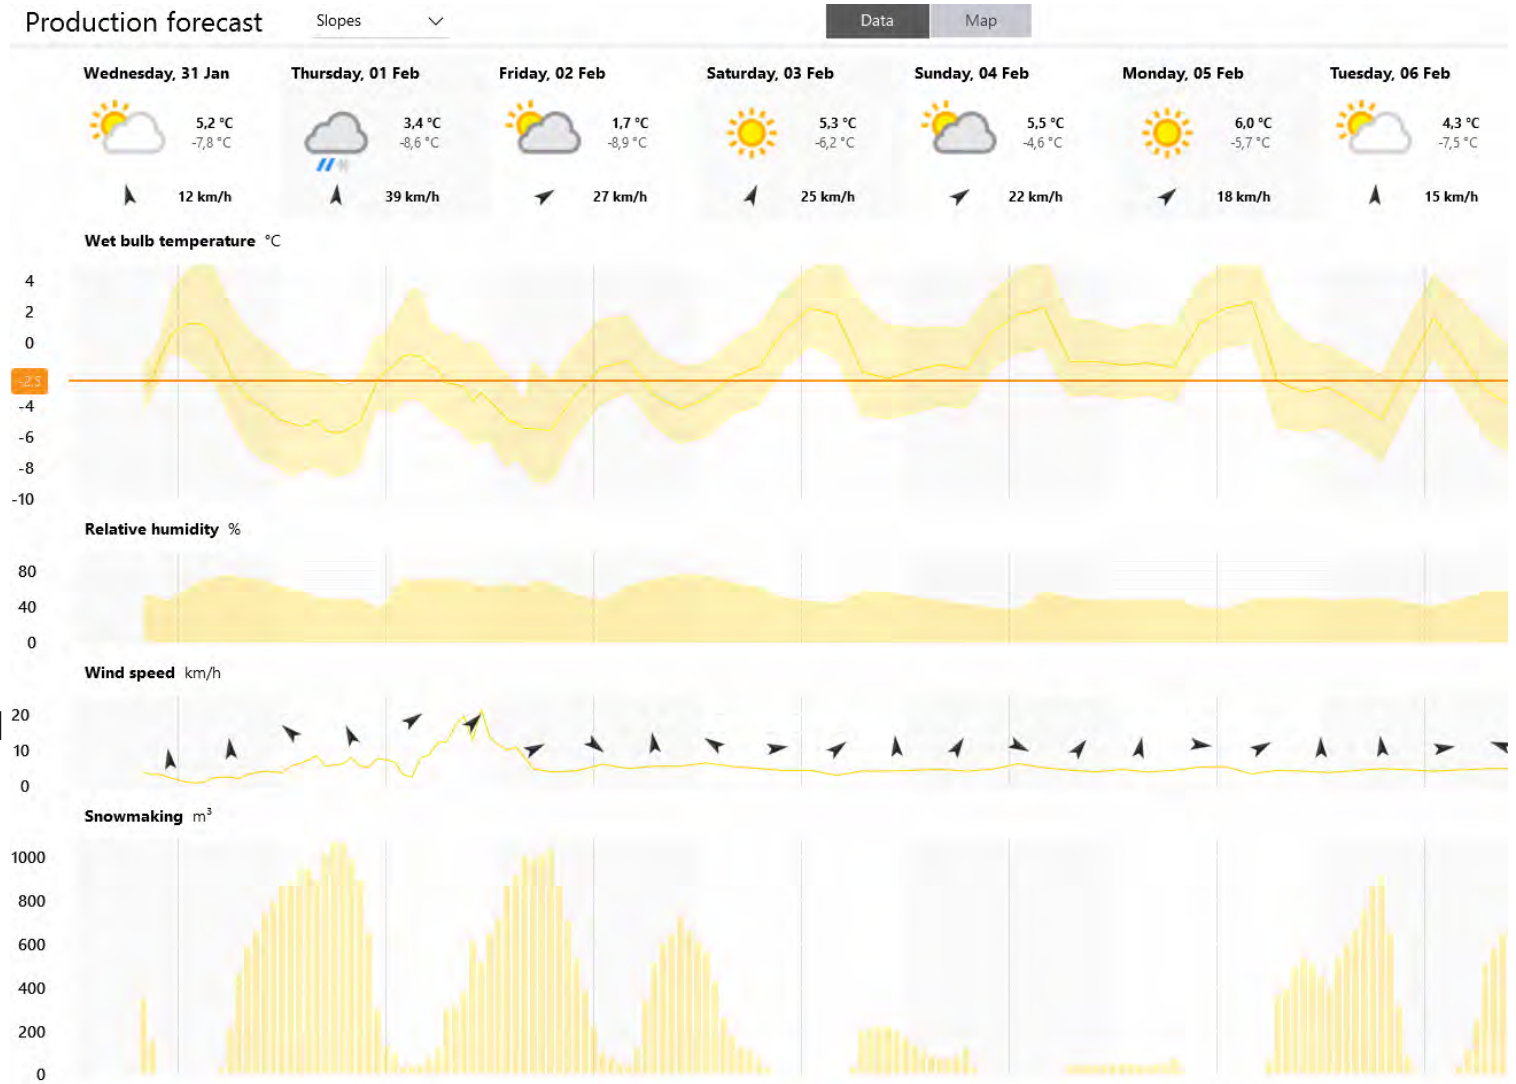 Production forecast Slopes Data Map
Wednesday, 31 Jan Thursday, 01 Feb Friday, 02 Feb Saturday, 03 Feb Sunday, 04 Feb Monday, 05 Feb Tuesday, 06 Feb
5,2 °C 3,4 °C 1,7 °C 5,3 °C 5,5 °C 6,0 °C 4,3 °C
-7,8 °C -8,6 °C -8,9 °C -6,2 °C -4,6 °C -5,7 °C -7,5 °C
12 km/h 39 km/h 27 km/h 25 km/h 22 km/h 18 km/h 15 km/h
Wet bulb temperature °C
4
2
0
-2.5
-4
-6
-8
-10
Relative humidity %
80
40
0
Wind speed km/h
20
10
0
Snowmaking m³
1000
800
600
400
200
0